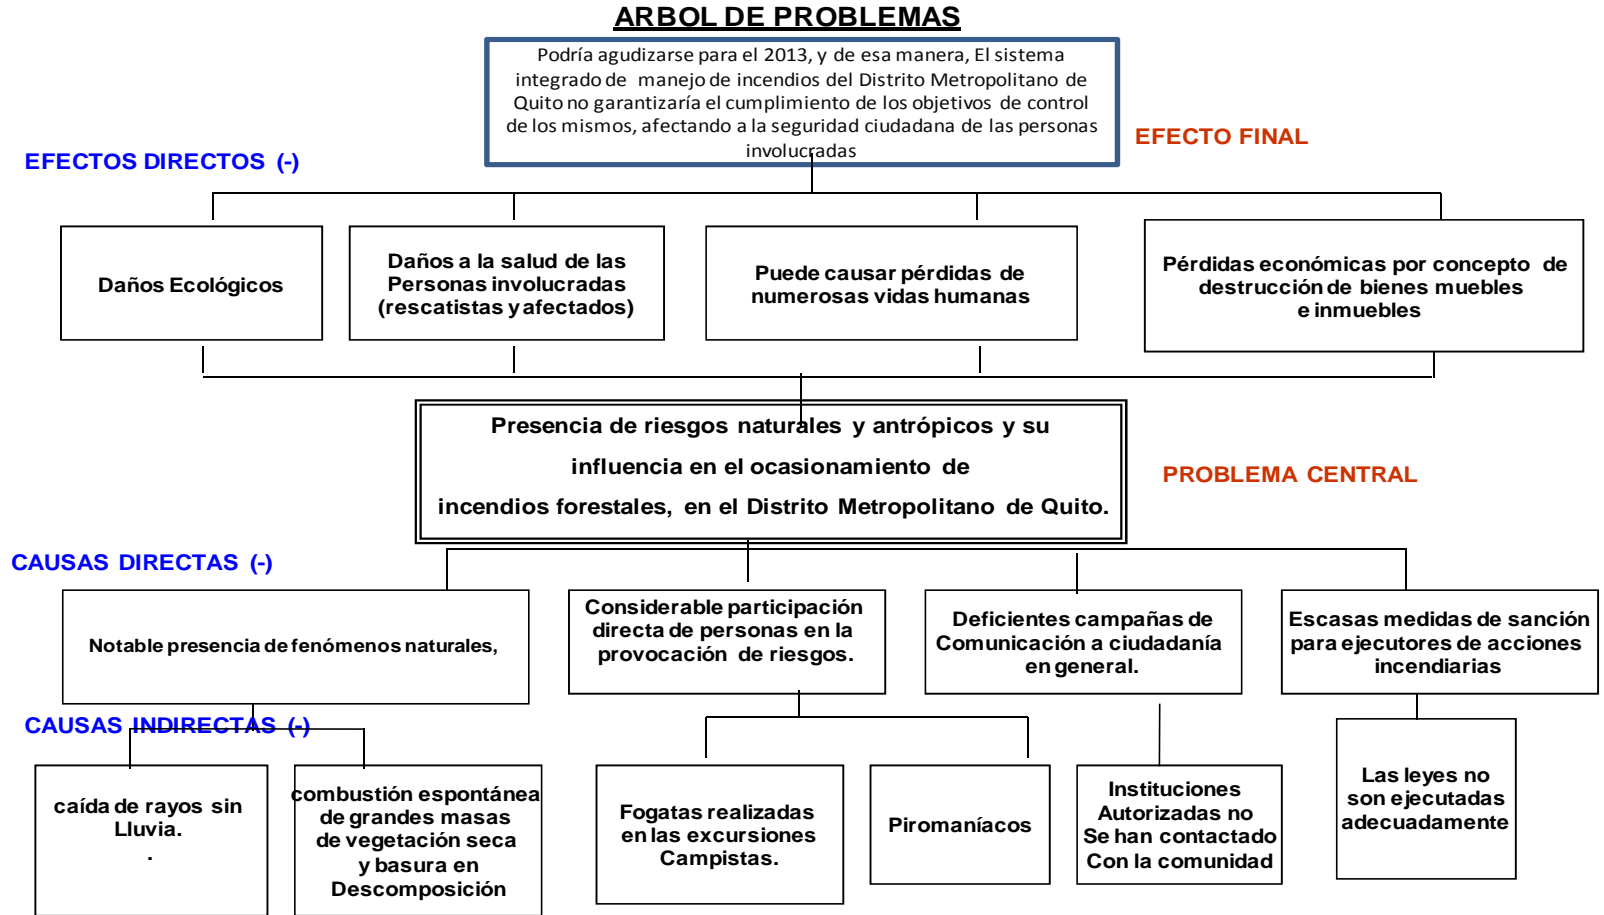 ARBOL DE PROBLEMAS
Podría agudizarse para el 2013, y de esa manera, El sistema
integrado de manejo de incendios del Distrito Metropolitano de
Quito no garantizaría el cumplimiento de los objetivos de control
de los mismos, afectando a la seguridad ciudadana de las personas
involucradas
EFECTO FINAL
EFECTOS DIRECTOS (-)
Daños Ecológicos
Daños a la salud de las
Personas involucradas
(rescatistas y afectados)
Puede causar pérdidas de
numerosas vidas humanas
Pérdidas económicas por concepto de
destrucción de bienes muebles
e inmuebles
Presencia de riesgos naturales y antrópicos y su
influencia en el ocasionamiento de
incendios forestales, en el Distrito Metropolitano de Quito.
PROBLEMA CENTRAL
CAUSAS DIRECTAS (-)
Notable presencia de fenómenos naturales,
Considerable participación
directa de personas en la
provocación de riesgos.
Deficientes campañas de
Comunicación a ciudadanía
en general.
Escasas medidas de sanción
para ejecutores de acciones
incendiarias
CAUSAS INDIRECTAS (-)
caída de rayos sin
Lluvia.
.
combustión espontánea
de grandes masas
de vegetación seca
y basura en
Descomposición
Fogatas realizadas
en las excursiones
Campistas.
Piromaníacos
Instituciones
Autorizadas no
Se han contactado
Con la comunidad
Las leyes no
son ejecutadas
adecuadamente